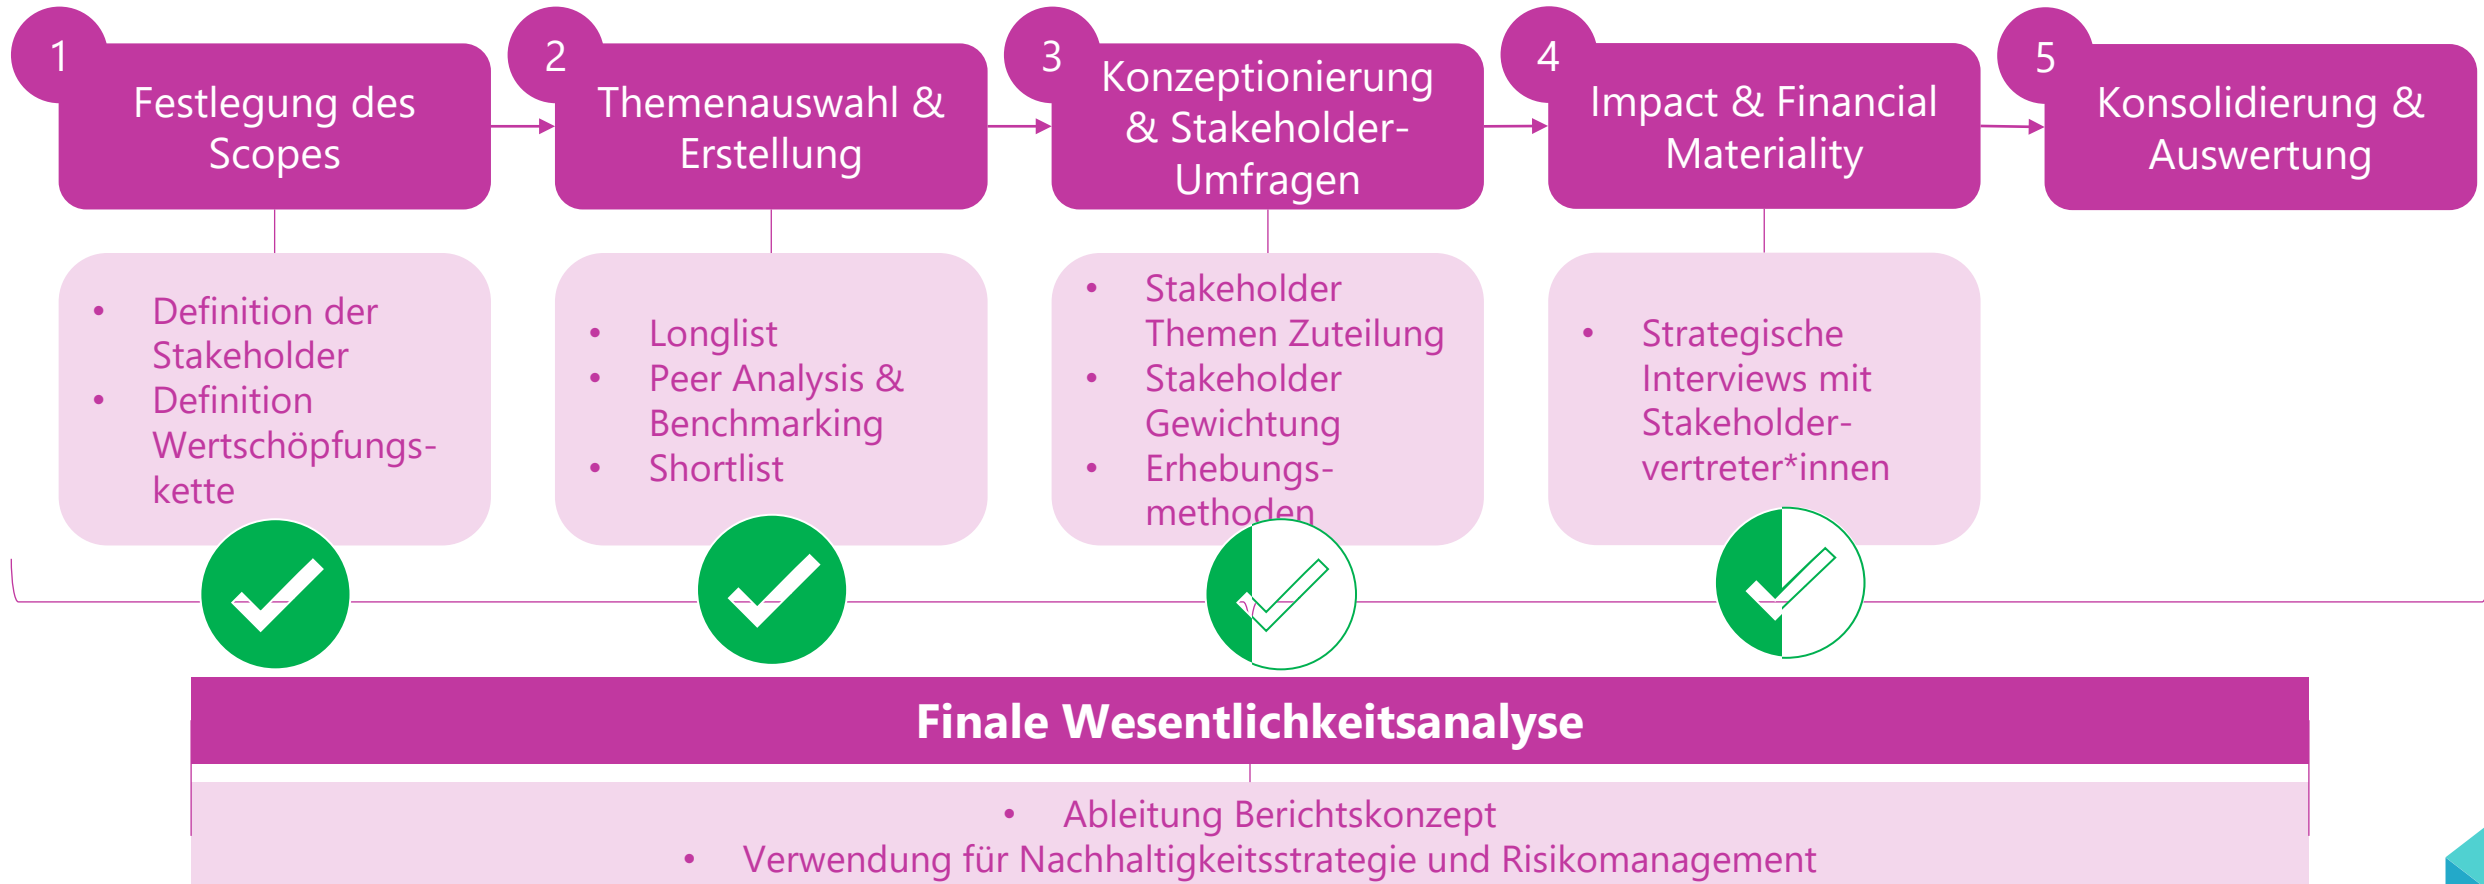 1
Festlegung des
Scopes
2
Themenauswahl &
Erstellung
3
Konzeptionierung
& Stakeholder-
Umfragen
4
Impact & Financial
Materiality
5
Konsolidierung &
Auswertung
• Definition der
Stakeholder
• Definition
Wertschöpfungs-
kette
• Longlist
• Peer Analysis &
Benchmarking
• Shortlist
• Stakeholder
Themen Zuteilung
• Stakeholder
Gewichtung
• Erhebungs-
methoden
• Strategische
Interviews mit
Stakeholder-
vertreter*innen
Finale Wesentlichkeitsanalyse
• Ableitung Berichtskonzept
• Verwendung für Nachhaltigkeitsstrategie und Risikomanagement